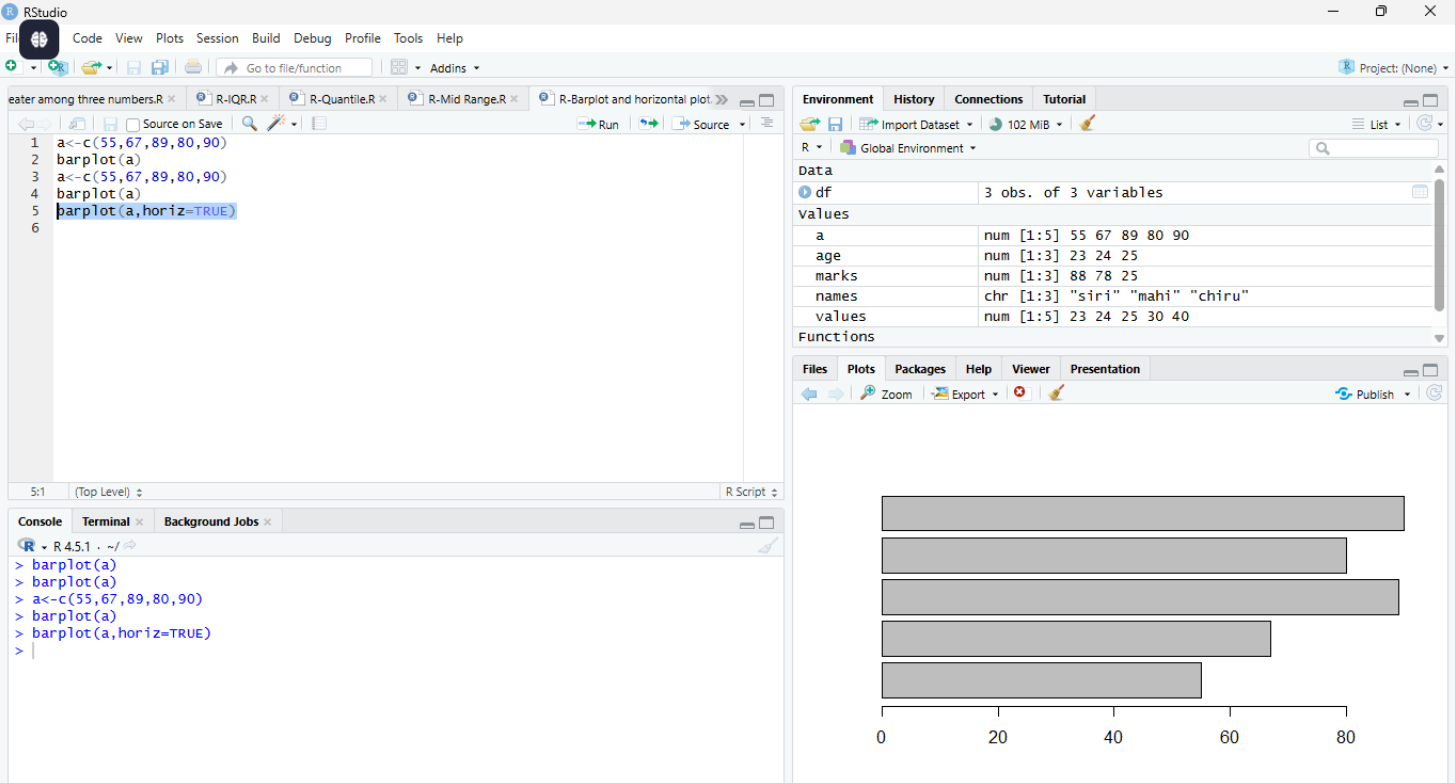 RStudio
Code View Plots Session Build Debug Profile Tools Help
Go to file/function Addins Project: (None)
eater among three numbers.R R-IQR.R R-Quantile.R R-Mid Range.R R-Barplot and horizontal plot.
Source on Save Run Source
1 a<-c(55,67,89,80,90)
2 barplot(a)
3 a<-c(55,67,89,80,90)
4 barplot(a)
5 barplot(a,horiz=TRUE)
6
5:1 (Top Level) R Script
Console Terminal Background Jobs
R 4.5.1 · ~/
> barplot(a)
> barplot(a)
> a<-c(55,67,89,80,90)
> barplot(a)
> barplot(a,horiz=TRUE)
>
Environment History Connections Tutorial
Import Dataset 102 MiB List
R Global Environment
Data
df 3 obs. of 3 variables
Values
a num [1:5] 55 67 89 80 90
age num [1:3] 23 24 25
marks num [1:3] 88 78 25
names chr [1:3] "siri" "mahi" "chiru"
values num [1:5] 23 24 25 30 40
Functions
Files Plots Packages Help Viewer Presentation
Zoom Export Publish
0 20 40 60 80